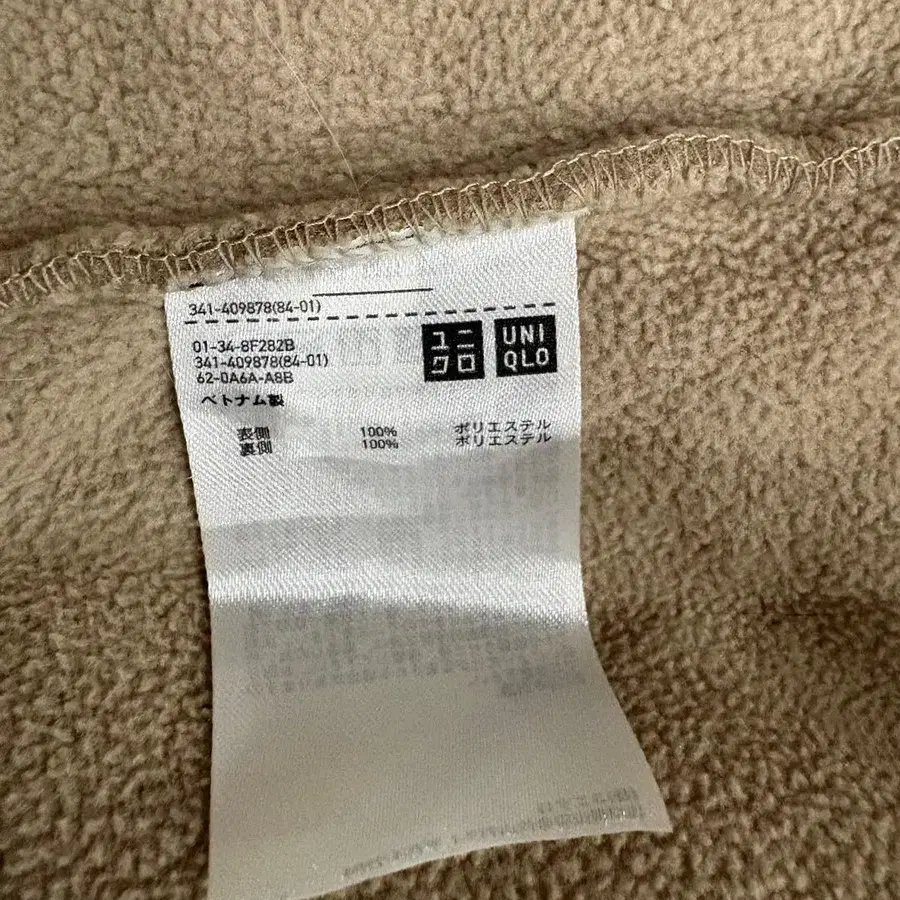 341-409878(84-01)
01-34-8F282B
341-409878(84-01)
62-0A6A-A8B
ユニ
クロ
UNI
QLO
ベトナム製
表側 100% ポリエステル
裏側 100% ポリエステル